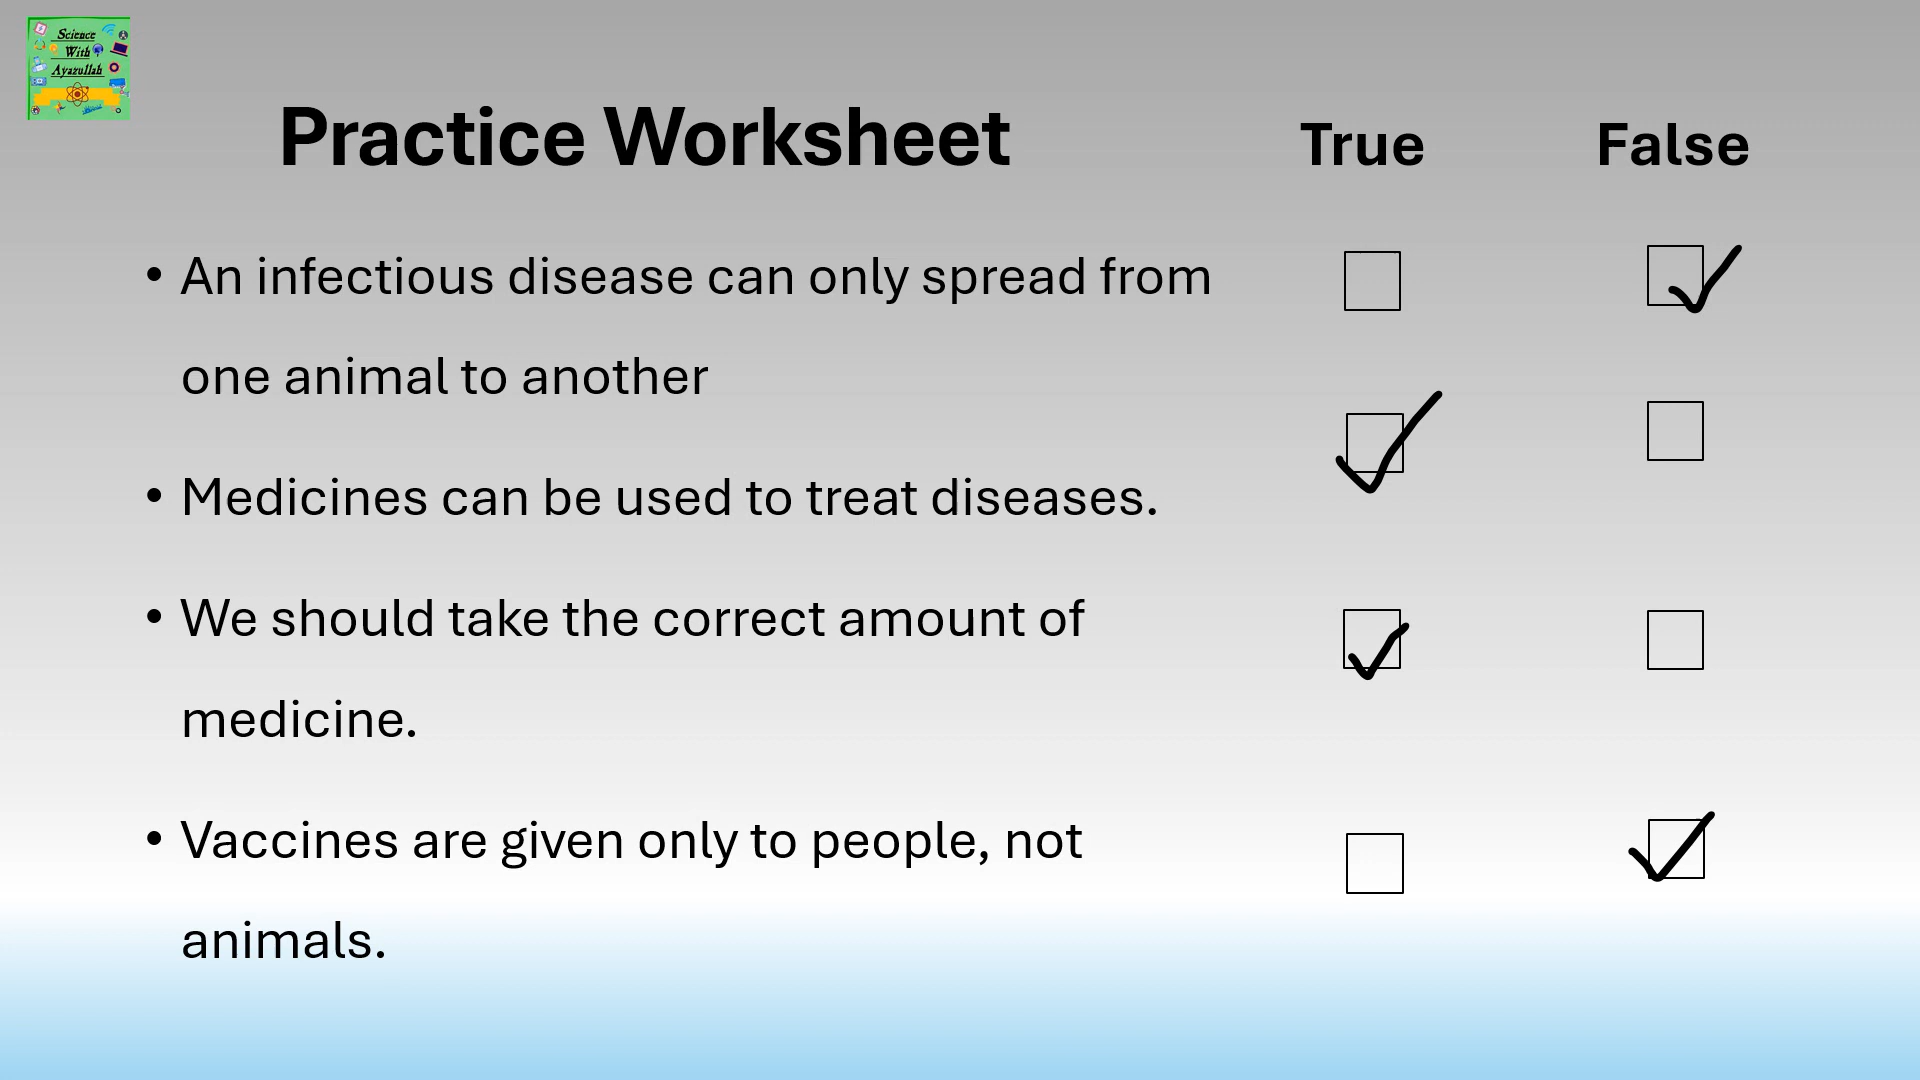 Science
With
Ayazullah
Practice Worksheet True False
• An infectious disease can only spread from
one animal to another
• Medicines can be used to treat diseases.
• We should take the correct amount of
medicine.
• Vaccines are given only to people, not
animals.